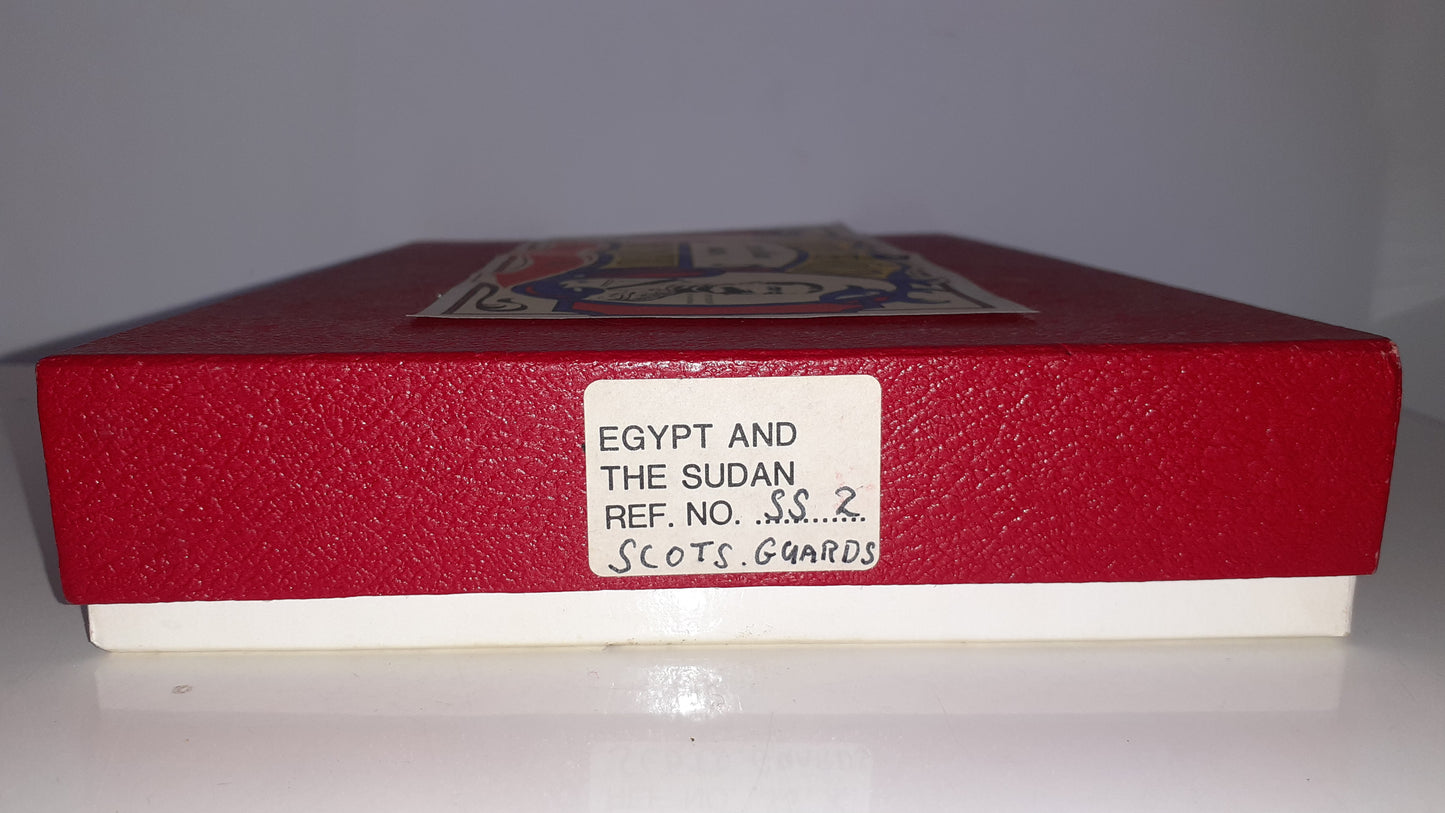 EGYPT AND
THE SUDAN
REF. NO. SS 2
SCOTS. GUARDS